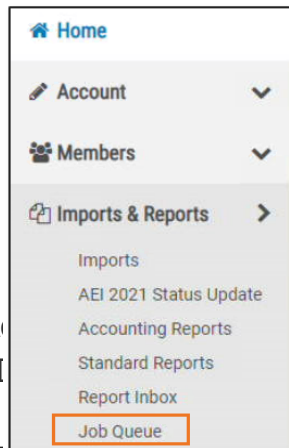 Home
Account
Members
Imports & Reports
Imports
AEI 2021 Status Update
Accounting Reports
Standard Reports
Report Inbox
Job Queue